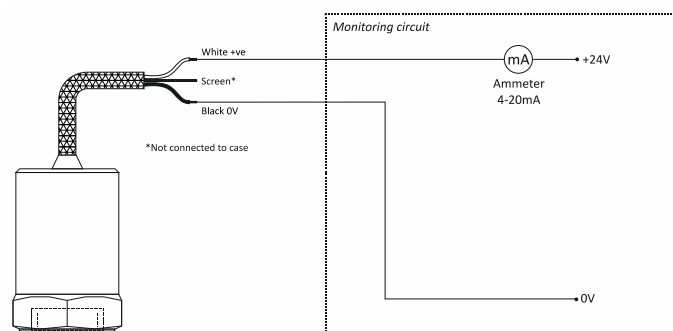 Monitoring circuit
White +ve
mA
+24V
Screen*
Ammeter
4-20mA
Black 0V
*Not connected to case
0V